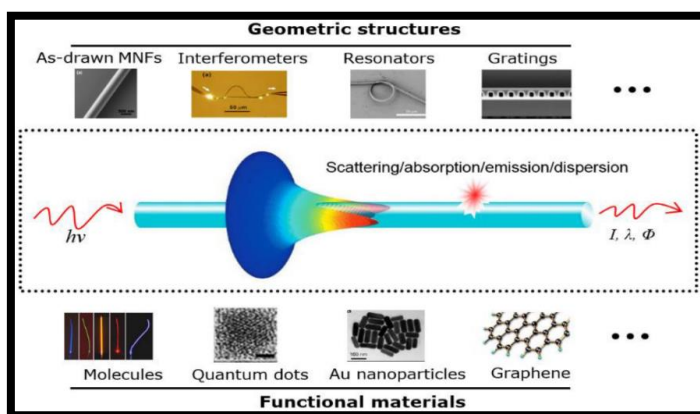 Geometric structures
As-drawn MNFs Interferometers Resonators Gratings
(a)
Scattering/absorption/emission/dispersion
hν
I, λ, Φ
Molecules Quantum dots Au nanoparticles Graphene
Functional materials